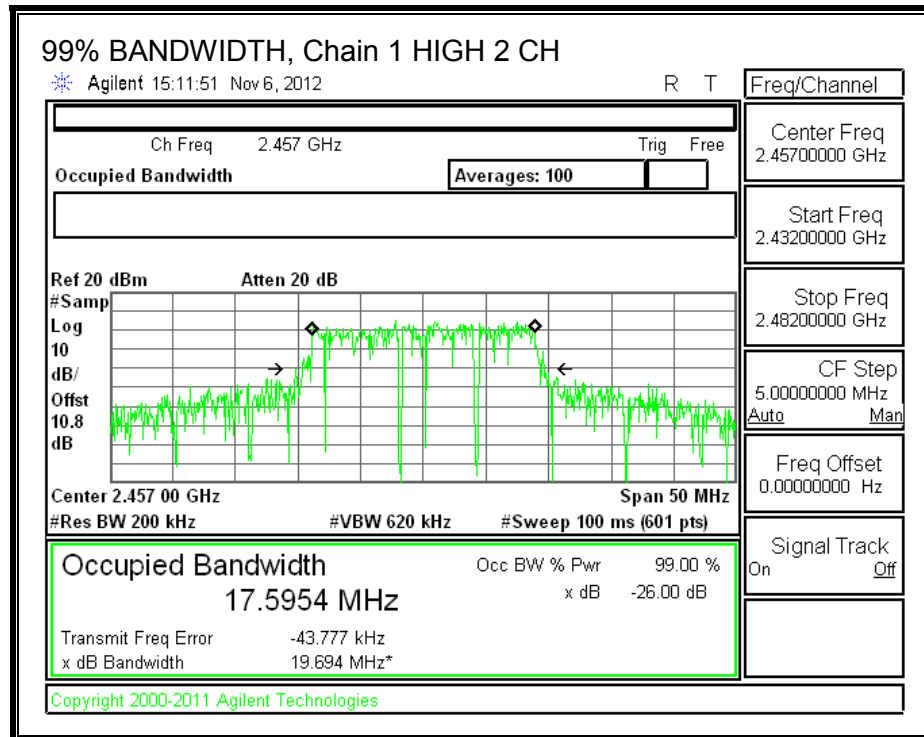 99% BANDWIDTH, Chain 1 HIGH 2 CH
Agilent 15:11:51 Nov 6, 2012 R T
Freq/Channel
Ch Freq 2.457 GHz Trig Free
Occupied Bandwidth Averages: 100
Center Freq
2.45700000 GHz
Start Freq
2.43200000 GHz
Stop Freq
2.48200000 GHz
CF Step
5.00000000 MHz
Auto Man
Freq Offset
0.00000000 Hz
Signal Track
On Off
Ref 20 dBm Atten 20 dB
#Samp
Log
10
dB/
Offst
10.8
dB
Center 2.457 00 GHz Span 50 MHz
#Res BW 200 kHz #VBW 620 kHz #Sweep 100 ms (601 pts)
Occupied Bandwidth Occ BW % Pwr 99.00 %
17.5954 MHz x dB -26.00 dB
Transmit Freq Error -43.777 kHz
x dB Bandwidth 19.694 MHz*
Copyright 2000-2011 Agilent Technologies